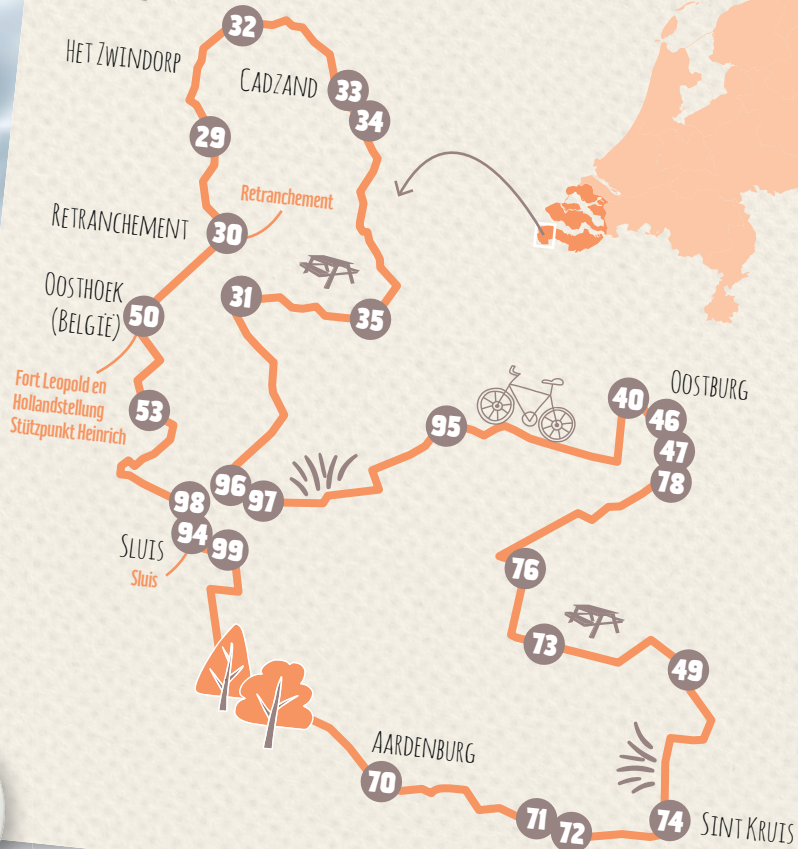 32
HET ZWINDORP
CADZAND
33
34
29
Retranchement
RETRANCHEMENT
30
OOSTHOEK
(BELGIË)
50
31
35
Fort Leopold en
Hollandstellung
Stützpunkt Heinrich
53
95
40
OOSTBURG
46
47
78
96
97
98
94
99
SLUIS
Sluis
76
73
49
AARDENBURG
70
71
72
74
SINT KRUIS